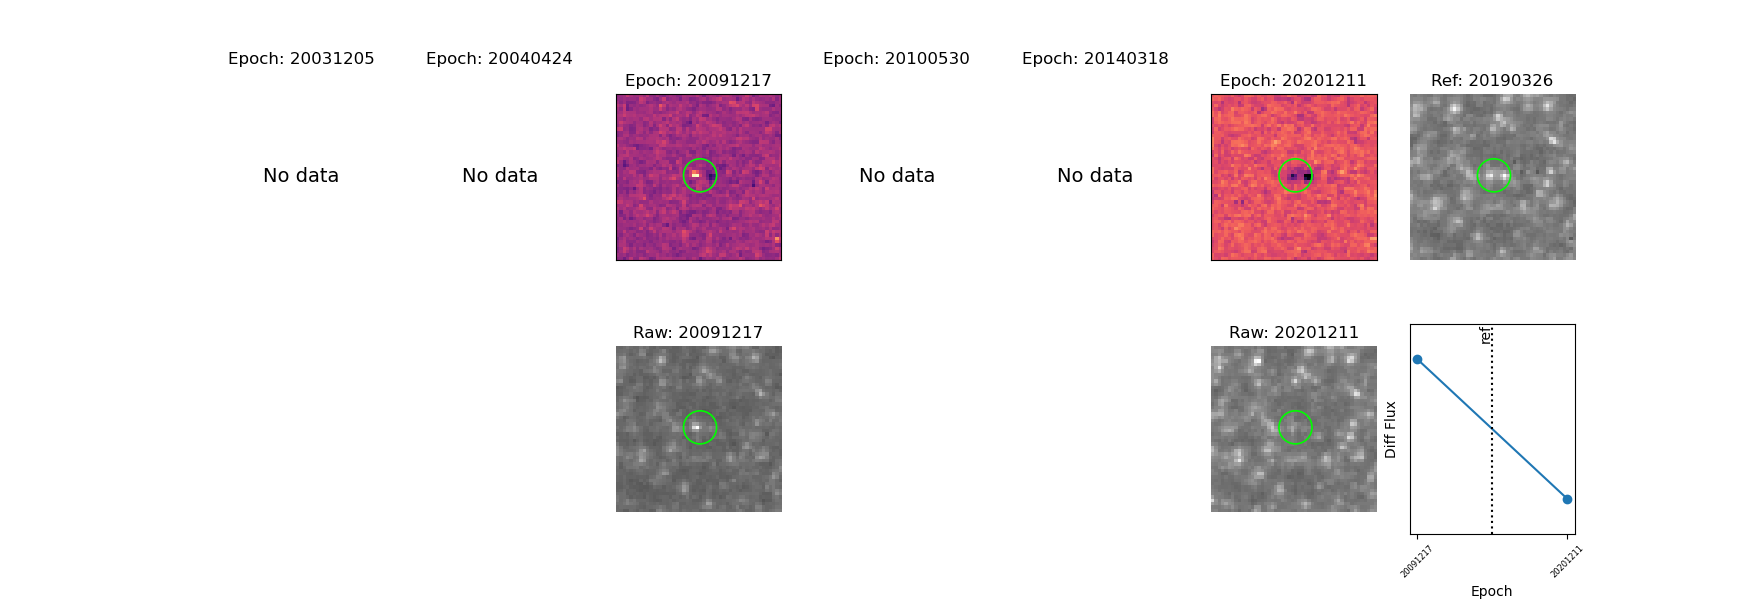 Epoch: 20031205
Epoch: 20040424
Epoch: 20091217
Epoch: 20100530
Epoch: 20140318
Epoch: 20201211
Ref: 20190326
No data
No data
No data
No data
Raw: 20091217
Raw: 20201211
ref
Diff Flux
20091217
20201211
Epoch